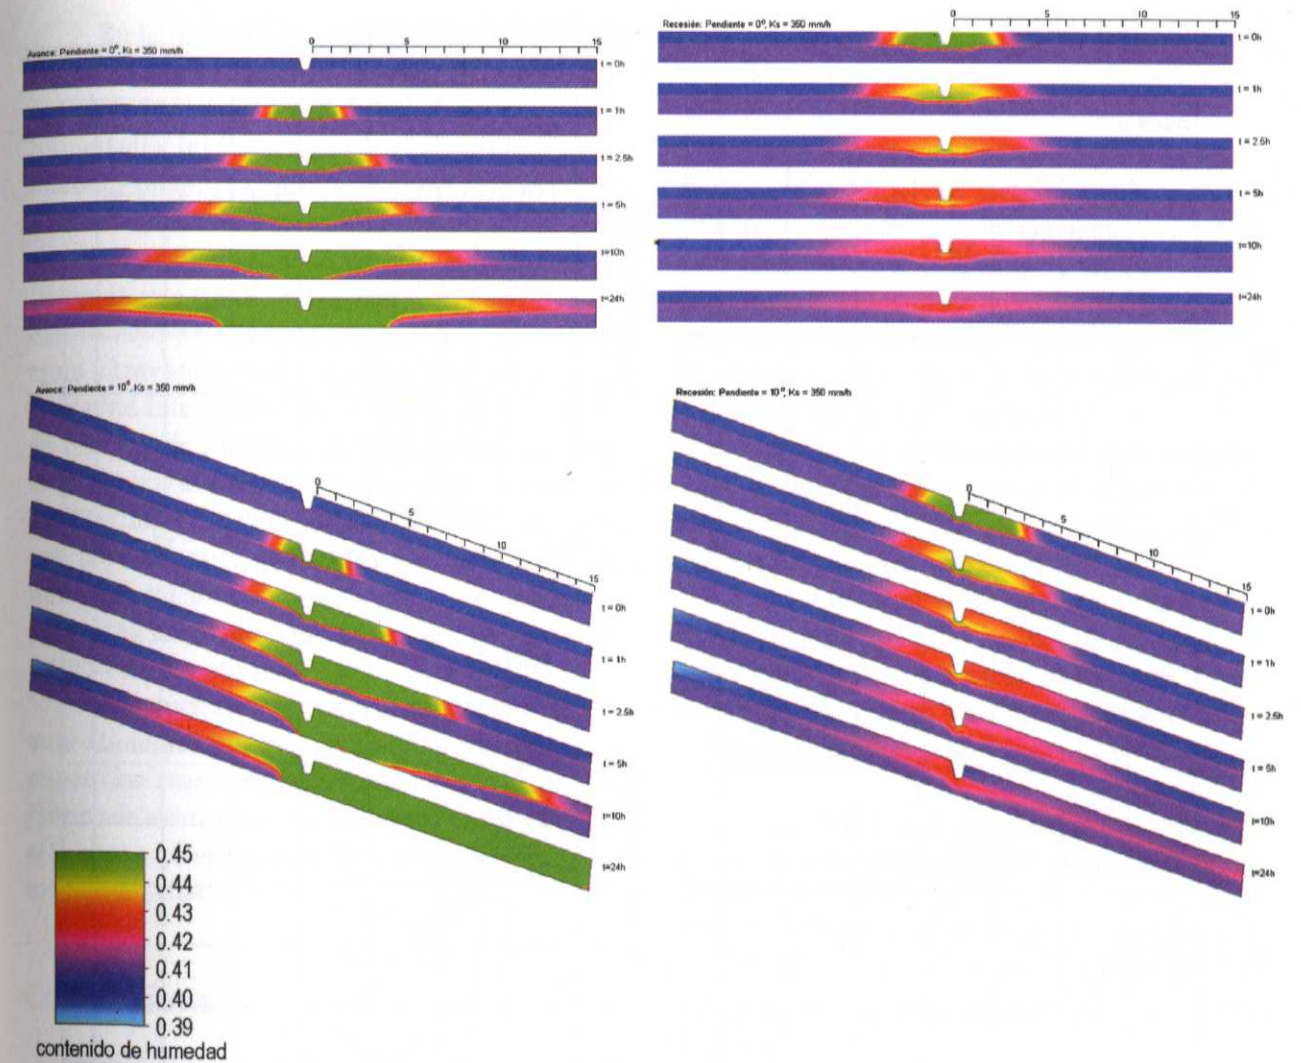 Avance: Pendiente = 0°, Ks = 350 mm/h
0 5 10 15
t = 0h
t = 1h
t = 2.5h
t = 5h
t=10h
t=24h
Recesión: Pendiente = 0°, Ks = 350 mm/h
0 5 10 15
t = 0h
t = 1h
t = 2.5h
t = 5h
t=10h
t=24h
Avance: Pendiente = 10°, Ks = 350 mm/h
0 5 10 15
t = 0h
t = 1h
t = 2.5h
t = 5h
t=10h
t=24h
Recesión: Pendiente = 10°, Ks = 350 mm/h
0 5 10 15
t = 0h
t = 1h
t = 2.5h
t = 5h
t=10h
t=24h
0.45
0.44
0.43
0.42
0.41
0.40
0.39
contenido de humedad